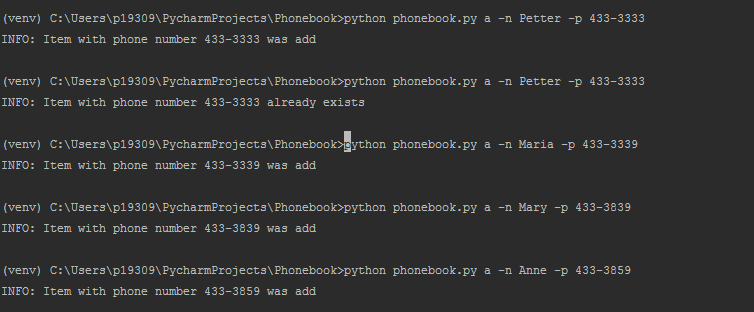 (venv) C:\Users\p19309\PycharmProjects\Phonebook>python phonebook.py a -n Petter -p 433-3333
INFO: Item with phone number 433-3333 was add
(venv) C:\Users\p19309\PycharmProjects\Phonebook>python phonebook.py a -n Petter -p 433-3333
INFO: Item with phone number 433-3333 already exists
(venv) C:\Users\p19309\PycharmProjects\Phonebook>python phonebook.py a -n Maria -p 433-3339
INFO: Item with phone number 433-3339 was add
(venv) C:\Users\p19309\PycharmProjects\Phonebook>python phonebook.py a -n Mary -p 433-3839
INFO: Item with phone number 433-3839 was add
(venv) C:\Users\p19309\PycharmProjects\Phonebook>python phonebook.py a -n Anne -p 433-3859
INFO: Item with phone number 433-3859 was add